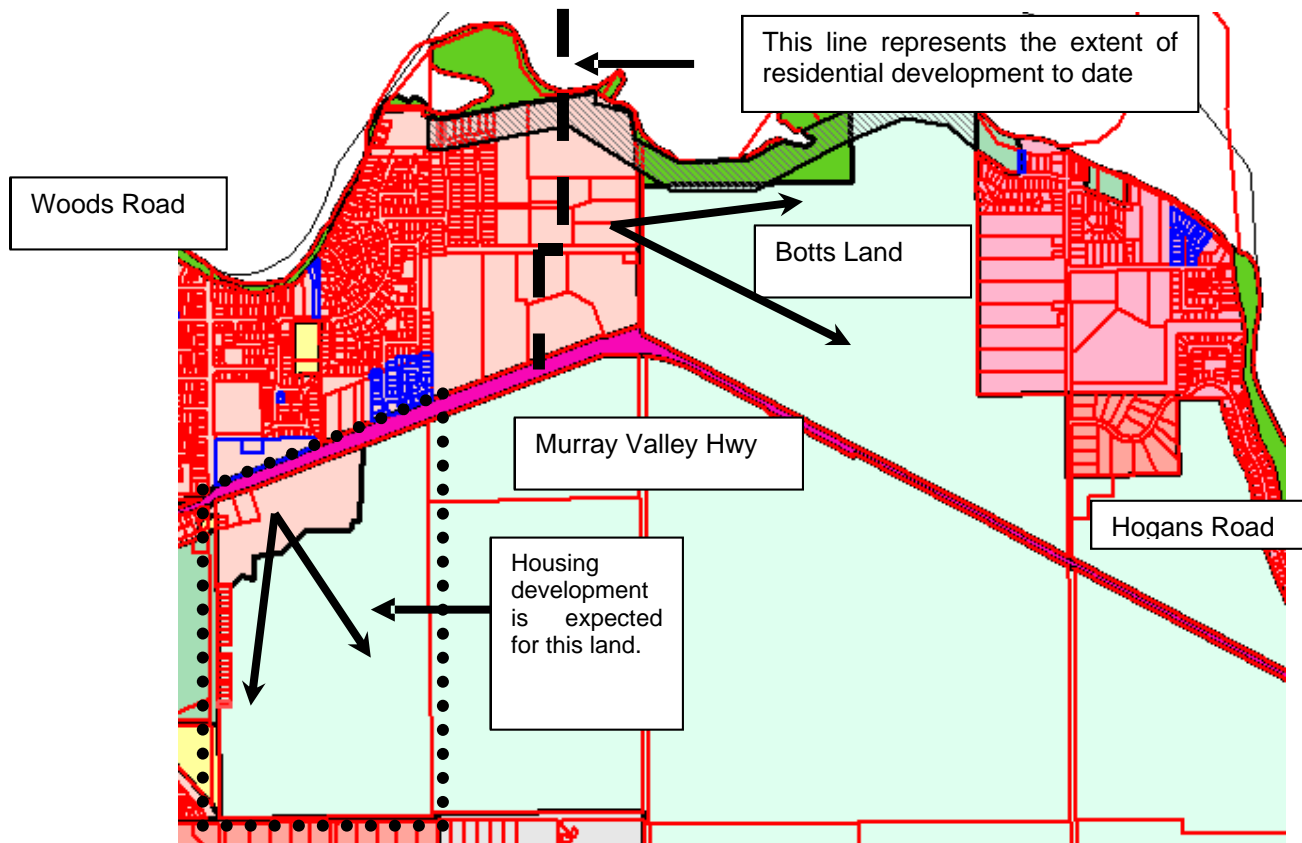 This line represents the extent of
residential development to date
Woods Road
Botts Land
Murray Valley Hwy
Hogans Road
Housing
development
is expected
for this land.